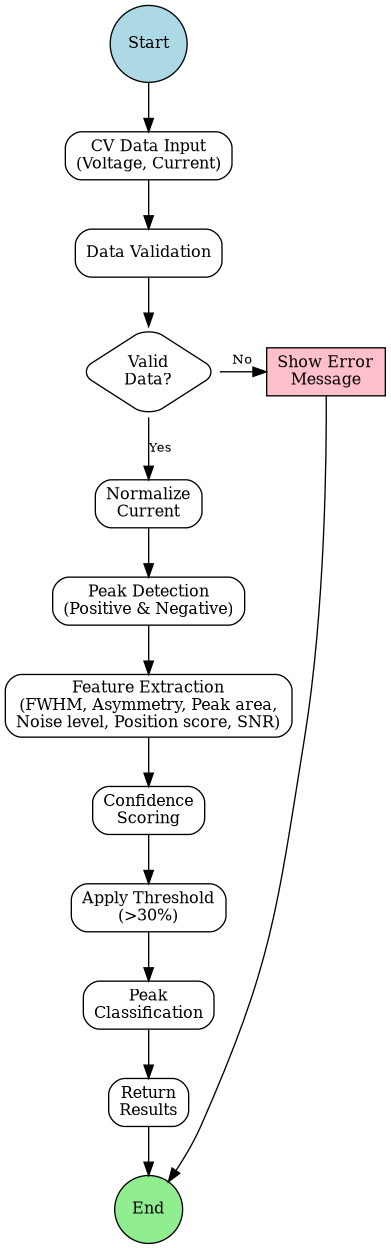 Start
CV Data Input
(Voltage, Current)
Data Validation
Valid
Data?
No
Show Error
Message
Yes
Normalize
Current
Peak Detection
(Positive & Negative)
Feature Extraction
(FWHM, Asymmetry, Peak area,
Noise level, Position score, SNR)
Confidence
Scoring
Apply Threshold
(>30%)
Peak
Classification
Return
Results
End